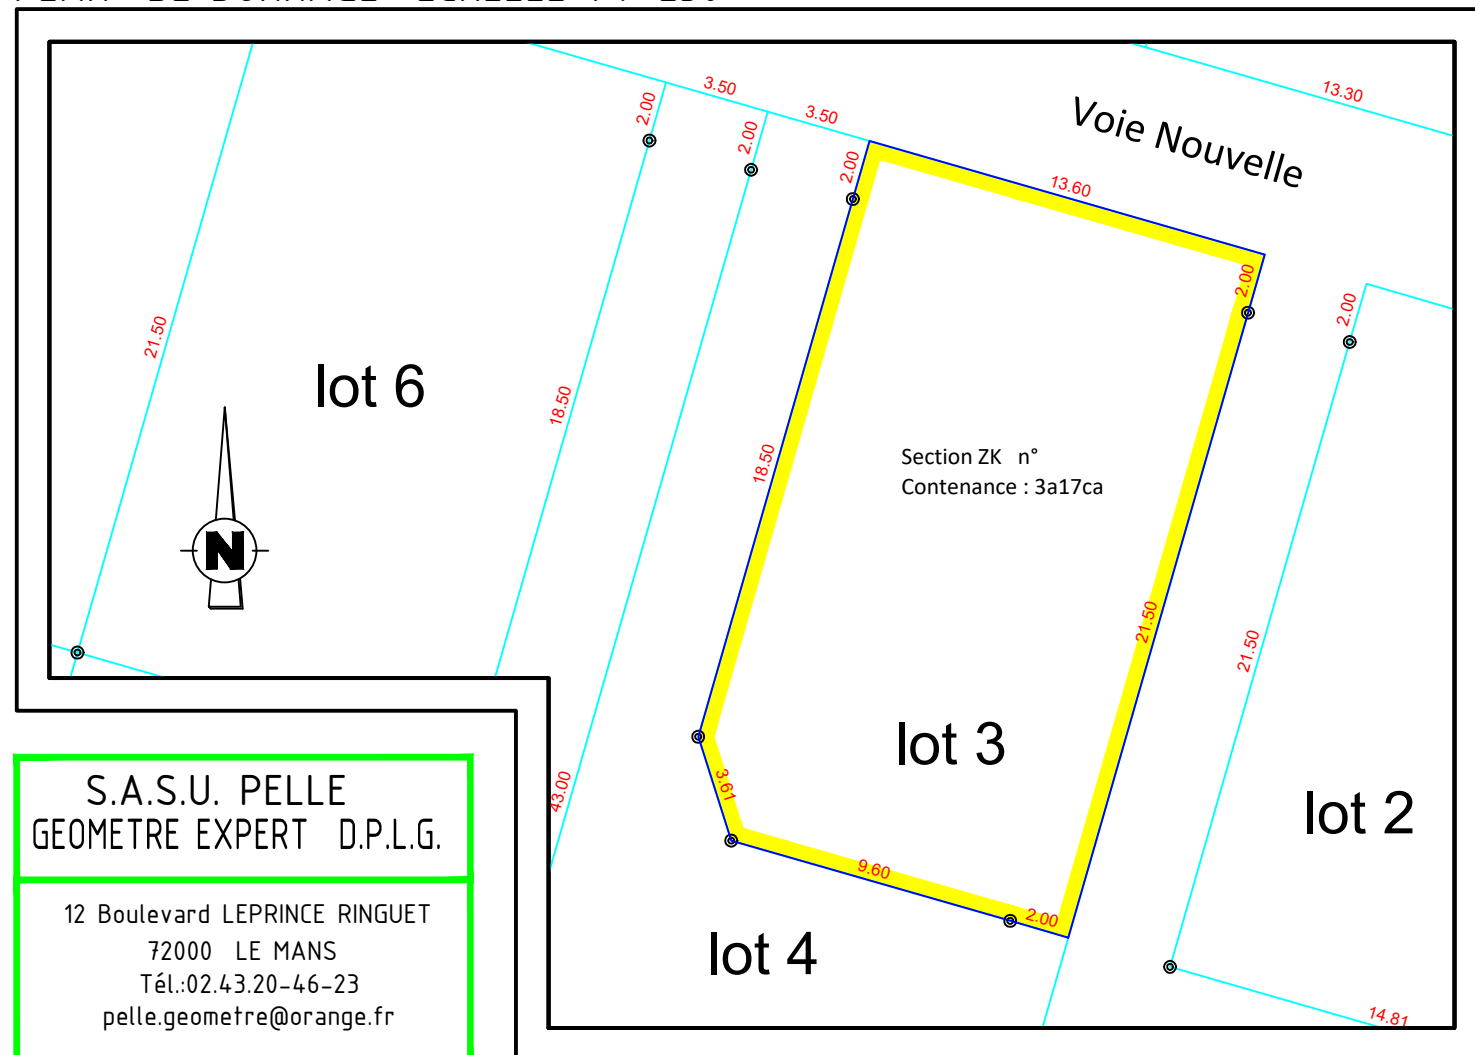 3.50
3.50
13.30
Voie Nouvelle
2.00
2.00
2.00
13.60
2.00
2.00
21.50
lot 6
18.50
18.50
Section ZK n°
Contenance : 3a17ca
N
21.50
21.50
lot 3
3.61
43.00
lot 2
9.60
2.00
lot 4
14.81
S.A.S.U. PELLE
GEOMETRE EXPERT D.P.L.G.
12 Boulevard LEPRINCE RINGUET
72000 LE MANS
Tél.:02.43.20-46-23
pelle.geometre@orange.fr